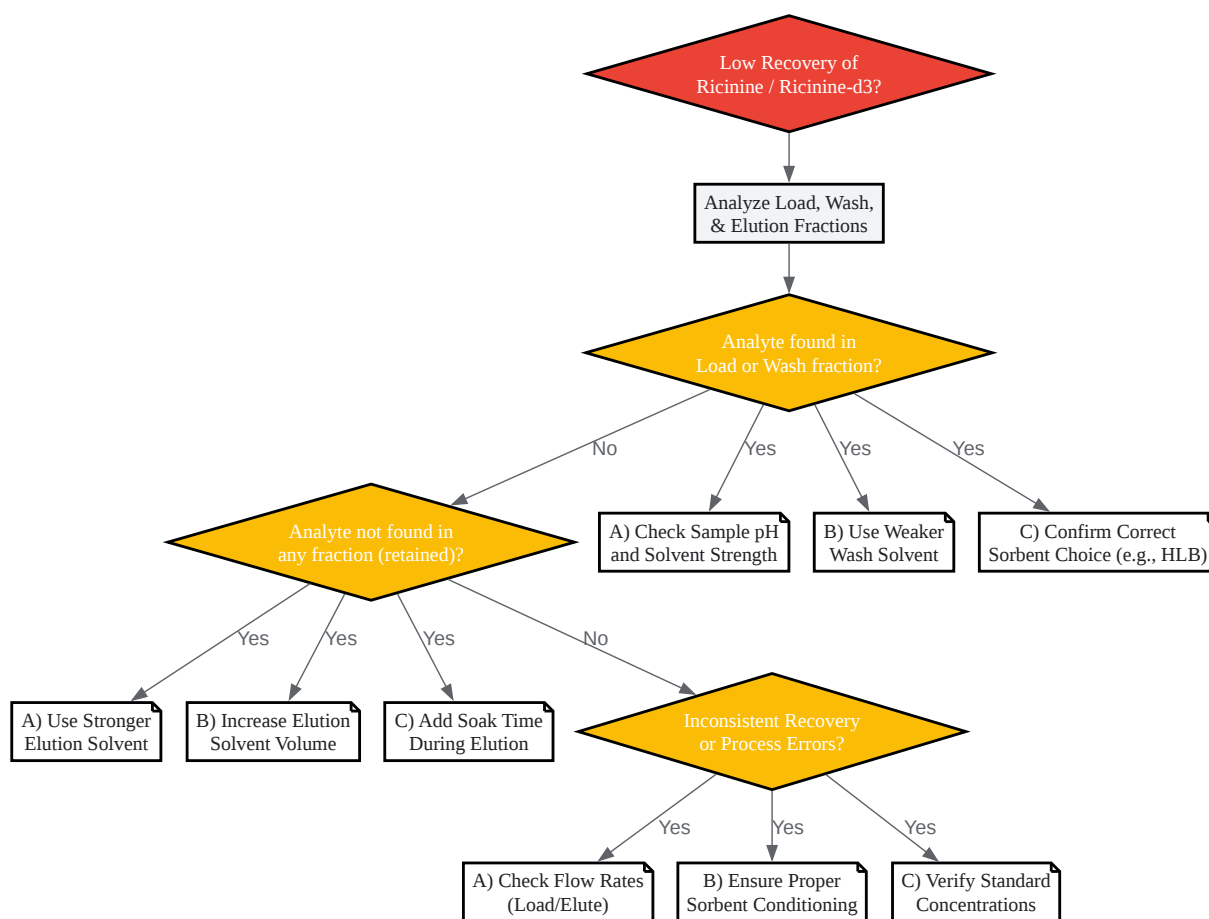 Low Recovery of
Ricinine / Ricinine-d3?
Analyze Load, Wash,
& Elution Fractions
Analyte found in
Load or Wash fraction?
No
Yes
Yes
Yes
Analyte not found in
any fraction (retained)?
A) Check Sample pH
and Solvent Strength
B) Use Weaker
Wash Solvent
C) Confirm Correct
Sorbent Choice (e.g., HLB)
Yes
Yes
Yes
No
A) Use Stronger
Elution Solvent
B) Increase Elution
Solvent Volume
C) Add Soak Time
During Elution
Inconsistent Recovery
or Process Errors?
Yes
Yes
Yes
A) Check Flow Rates
(Load/Elute)
B) Ensure Proper
Sorbent Conditioning
C) Verify Standard
Concentrations